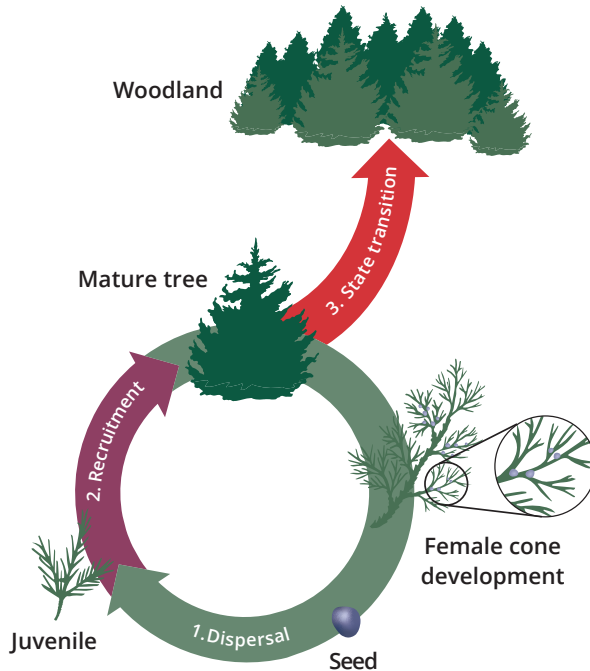 Woodland
3. State transition
Mature tree
2. Recruitment
Female cone
development
Juvenile
1.Dispersal
Seed